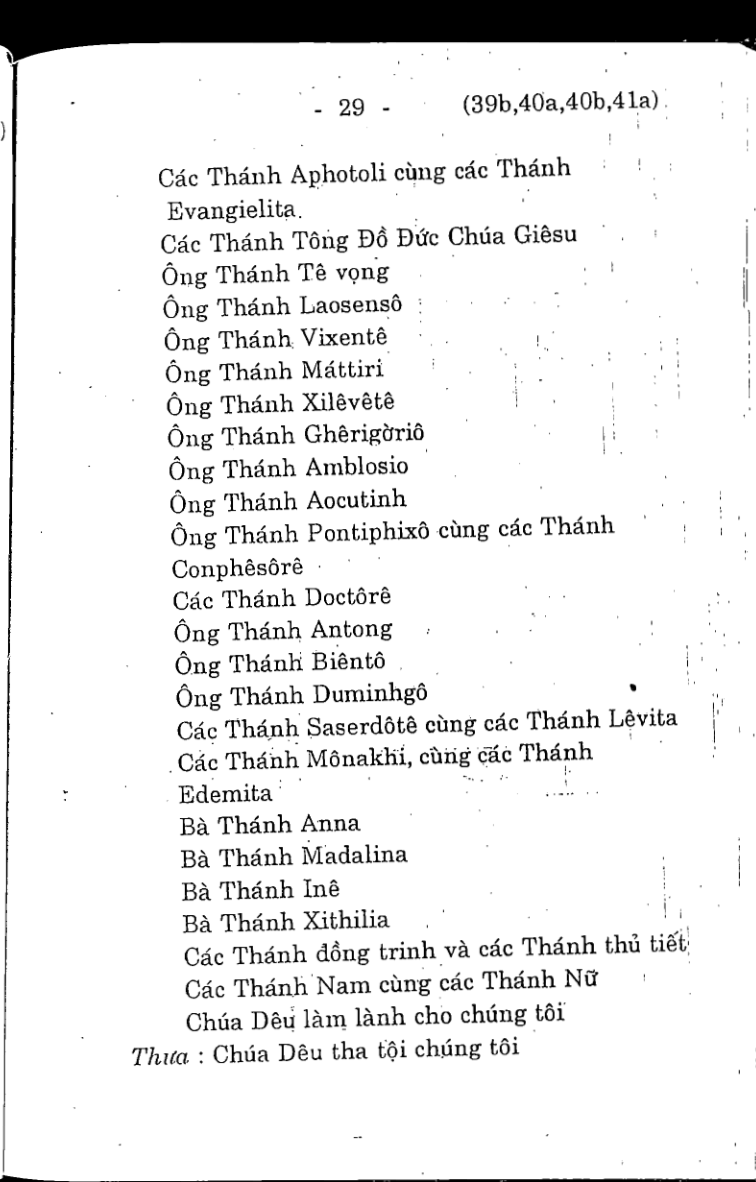 - 29 - (39b,40a,40b,41a)
Các Thánh Aphotoli cùng các Thánh
Evangielita.
Các Thánh Tông Đồ Đức Chúa Giêsu
Ông Thánh Tê vọng
Ông Thánh Laosensô
Ông Thánh Vixentê
Ông Thánh Máttiri
Ông Thánh Xilêvêtê
Ông Thánh Ghêrigờriô
Ông Thánh Amblosio
Ông Thánh Aocutinh
Ông Thánh Pontiphixô cùng các Thánh
Conphêsôrê
Các Thánh Doctôrê
Ông Thánh Antong
Ông Thánh Biêntô
Ông Thánh Duminhgô
Các Thánh Saserdôtê cùng các Thánh Lêvita
Các Thánh Mônakhi, cùng các Thánh
Edemita
Bà Thánh Anna
Bà Thánh Madalina
Bà Thánh Inê
Bà Thánh Xithilia
Các Thánh đồng trinh và các Thánh thủ tiết
Các Thánh Nam cùng các Thánh Nữ
Chúa Dêu làm lành cho chúng tôi
Thưa : Chúa Dêu tha tội chúng tôi